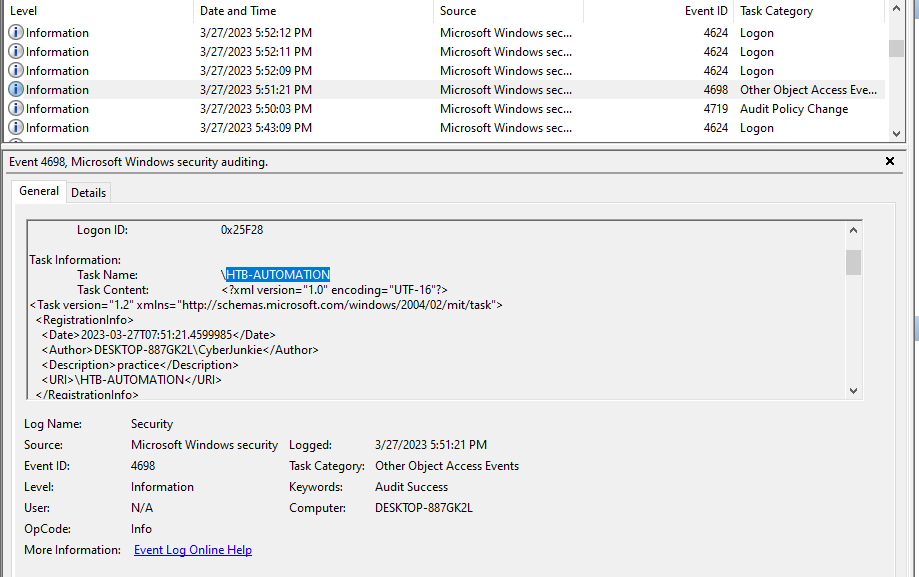 Level Date and Time Source Event ID Task Category
Information 3/27/2023 5:52:12 PM Microsoft Windows sec... 4624 Logon
Information 3/27/2023 5:52:11 PM Microsoft Windows sec... 4624 Logon
Information 3/27/2023 5:52:09 PM Microsoft Windows sec... 4624 Logon
Information 3/27/2023 5:51:21 PM Microsoft Windows sec... 4698 Other Object Access Eve...
Information 3/27/2023 5:50:03 PM Microsoft Windows sec... 4719 Audit Policy Change
Information 3/27/2023 5:43:09 PM Microsoft Windows sec... 4624 Logon
Event 4698, Microsoft Windows security auditing.
General Details
Logon ID: 0x25F28
Task Information:
Task Name: \HTB-AUTOMATION
Task Content: <?xml version="1.0" encoding="UTF-16"?>
<Task version="1.2" xmlns="http://schemas.microsoft.com/windows/2004/02/mit/task">
<RegistrationInfo>
<Date>2023-03-27T07:51:21.4599985</Date>
<Author>DESKTOP-887GK2L\CyberJunkie</Author>
<Description>practice</Description>
<URI>\HTB-AUTOMATION</URI>
</RegistrationInfo>
Log Name: Security
Source: Microsoft Windows security Logged: 3/27/2023 5:51:21 PM
Event ID: 4698 Task Category: Other Object Access Events
Level: Information Keywords: Audit Success
User: N/A Computer: DESKTOP-887GK2L
OpCode: Info
More Information: Event Log Online Help